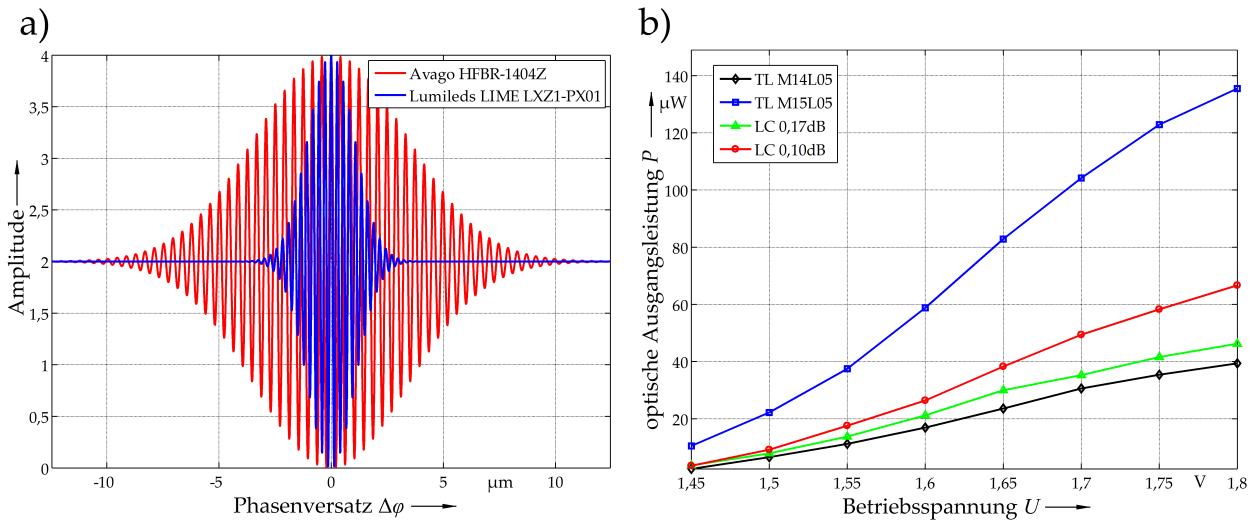 a)
Avago HFBR-1404Z
Lumileds LIME LXZ1-PX01
Amplitude
4
3,5
3
2,5
2
1,5
1
0,5
0
-10
-5
0
5
μm
10
Phasenversatz Δφ
b)
TL M14L05
TL M15L05
LC 0,17dB
LC 0,10dB
optische Ausgangsleistung P
140
μW
120
100
80
60
40
20
1,45
1,5
1,55
1,6
1,65
1,7
1,75
V
1,8
Betriebsspannung U